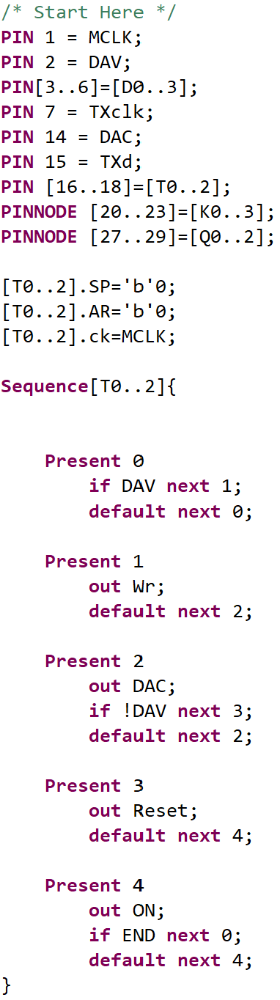 /* Start Here */
PIN 1 = MCLK;
PIN 2 = DAV;
PIN[3..6]=[D0..3];
PIN 7 = TXclk;
PIN 14 = DAC;
PIN 15 = TXd;
PIN [16..18]=[T0..2];
PINNODE [20..23]=[K0..3];
PINNODE [27..29]=[Q0..2];
[T0..2].SP='b'0;
[T0..2].AR='b'0;
[T0..2].ck=MCLK;
Sequence[T0..2]{
Present 0
if DAV next 1;
default next 0;
Present 1
out Wr;
default next 2;
Present 2
out DAC;
if !DAV next 3;
default next 2;
Present 3
out Reset;
default next 4;
Present 4
out ON;
if END next 0;
default next 4;
}